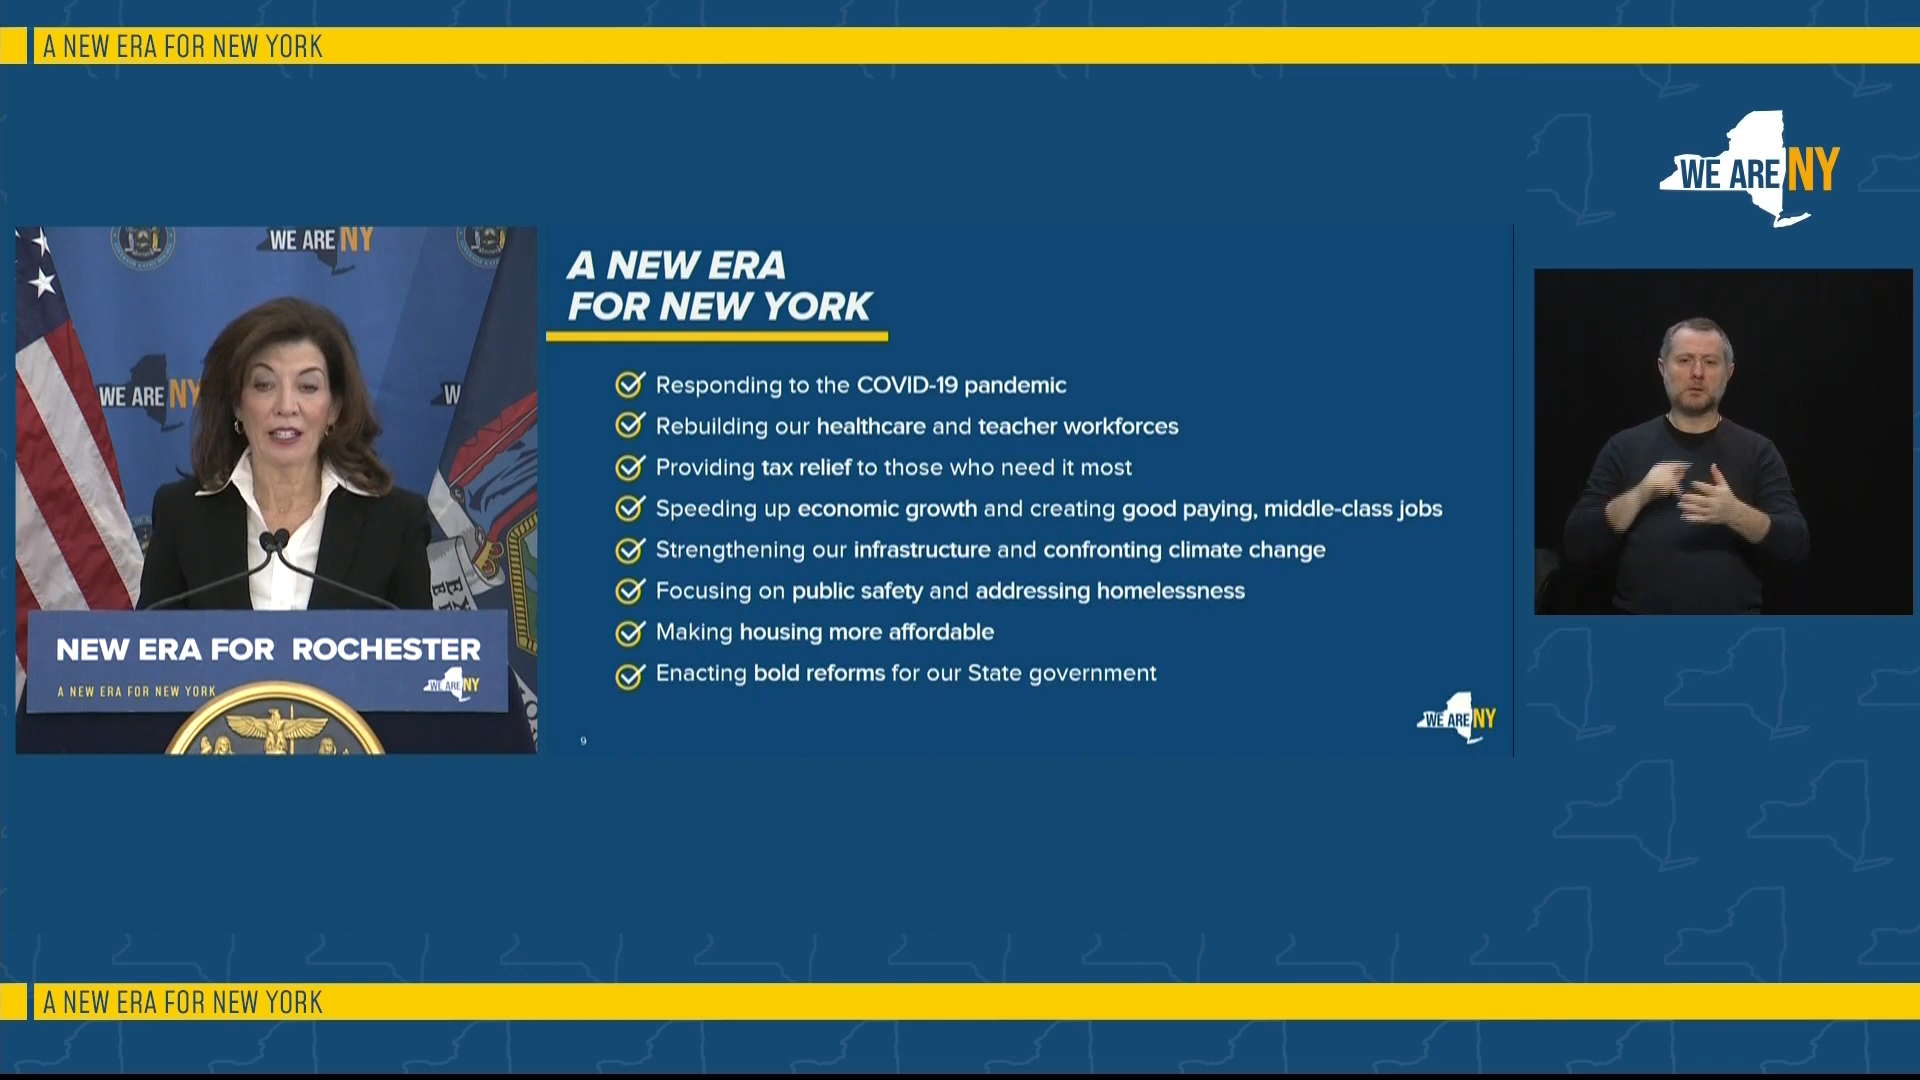 A NEW ERA FOR NEW YORK
WE ARE NY
WE ARE NY
WE ARE NY
W
NEW ERA FOR ROCHESTER
A NEW ERA FOR NEW YORK
WE ARE NY
A NEW ERA
FOR NEW YORK
Responding to the COVID-19 pandemic
Rebuilding our healthcare and teacher workforces
Providing tax relief to those who need it most
Speeding up economic growth and creating good paying, middle-class jobs
Strengthening our infrastructure and confronting climate change
Focusing on public safety and addressing homelessness
Making housing more affordable
Enacting bold reforms for our State government
9
WE ARE NY
A NEW ERA FOR NEW YORK